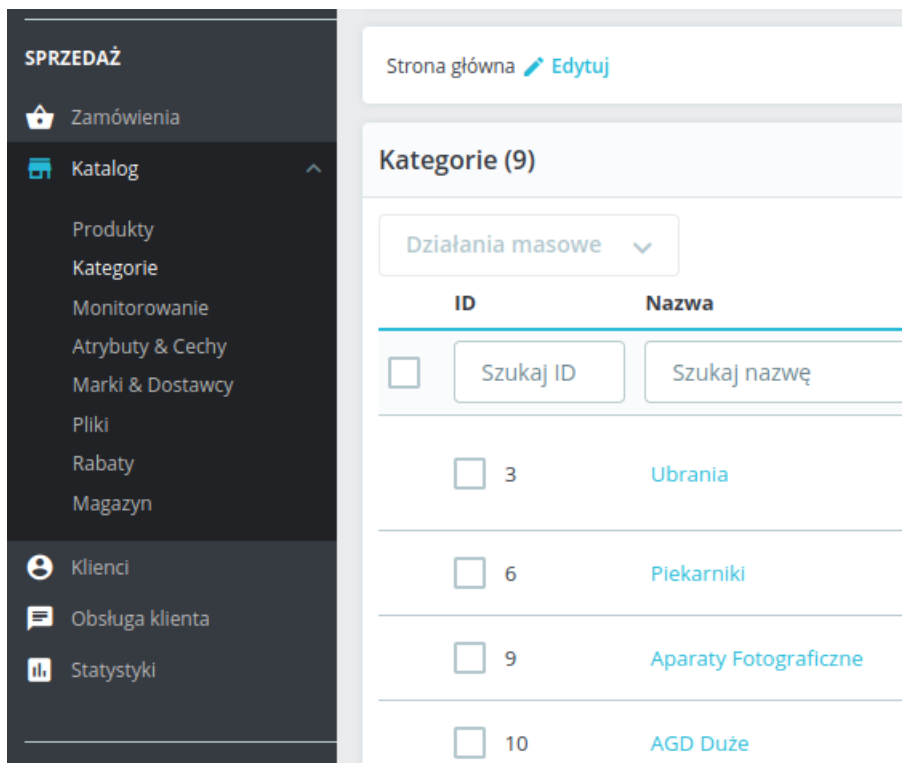 SPRZEDAŻ
Zamówienia
Katalog
Produkty
Kategorie
Monitorowanie
Atrybuty & Cechy
Marki & Dostawcy
Pliki
Rabaty
Magazyn
Klienci
Obsługa klienta
Statystyki
Strona główna Edytuj
Kategorie (9)
Działania masowe
ID Nazwa
Szukaj ID Szukaj nazwę
3 Ubrania
6 Piekarniki
9 Aparaty Fotograficzne
10 AGD Duże